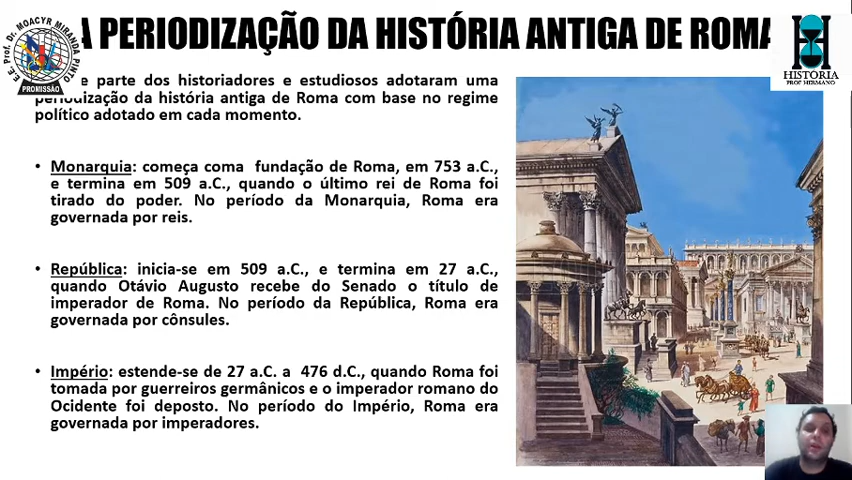 A PERIODIZAÇÃO DA HISTÓRIA ANTIGA DE ROMA
E.E. Prof. Dr. MOACYR MIRANDA PINTO
PROMISSÃO
HISTORIA
PROF HERMANO
e parte dos historiadores e estudiosos adotaram uma
periodização da história antiga de Roma com base no regime
político adotado em cada momento.
• Monarquia: começa coma fundação de Roma, em 753 a.C.,
e termina em 509 a.C., quando o último rei de Roma foi
tirado do poder. No período da Monarquia, Roma era
governada por reis.
• República: inicia-se em 509 a.C., e termina em 27 a.C.,
quando Otávio Augusto recebe do Senado o título de
imperador de Roma. No período da República, Roma era
governada por cônsules.
• Império: estende-se de 27 a.C. a 476 d.C., quando Roma foi
tomada por guerreiros germânicos e o imperador romano do
Ocidente foi deposto. No período do Império, Roma era
governada por imperadores.